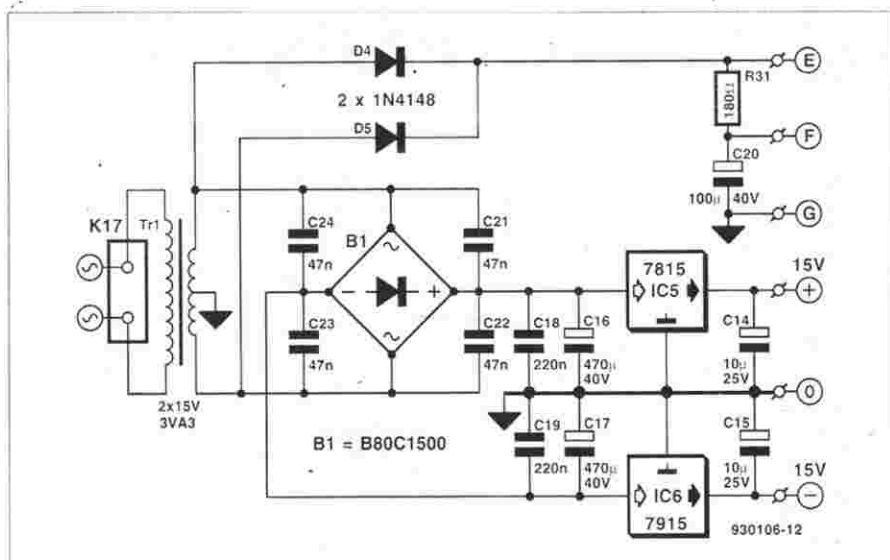 D4
E
R31
180Ω
2 x 1N4148
D5
F
C20
100µ 40V
G
K17
Tr1
C24
47n
C21
47n
B1
C23
47n
C22
47n
7815
IC5
15V
+
C18
220n
C16
470µ
40V
C14
10µ
25V
0
2x15V
3VA3
B1 = B80C1500
C19
220n
C17
470µ
40V
C15
10µ
25V
15V
−
IC6
7915
930106-12